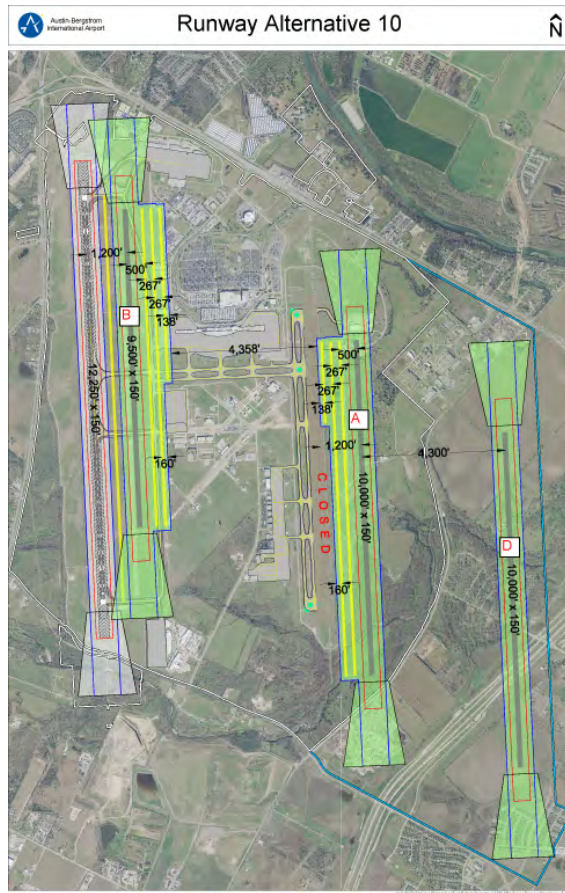 Austin-Bergstrom
International Airport
Runway Alternative 10
N
1,200'
500'
267'
267'
138'
B
9,500' x 150'
12,250' x 150'
160'
4,358'
500'
267'
267'
138'
A
1,200'
4,300'
10,000' x 150'
CLOSED
160'
D
10,000' x 150'